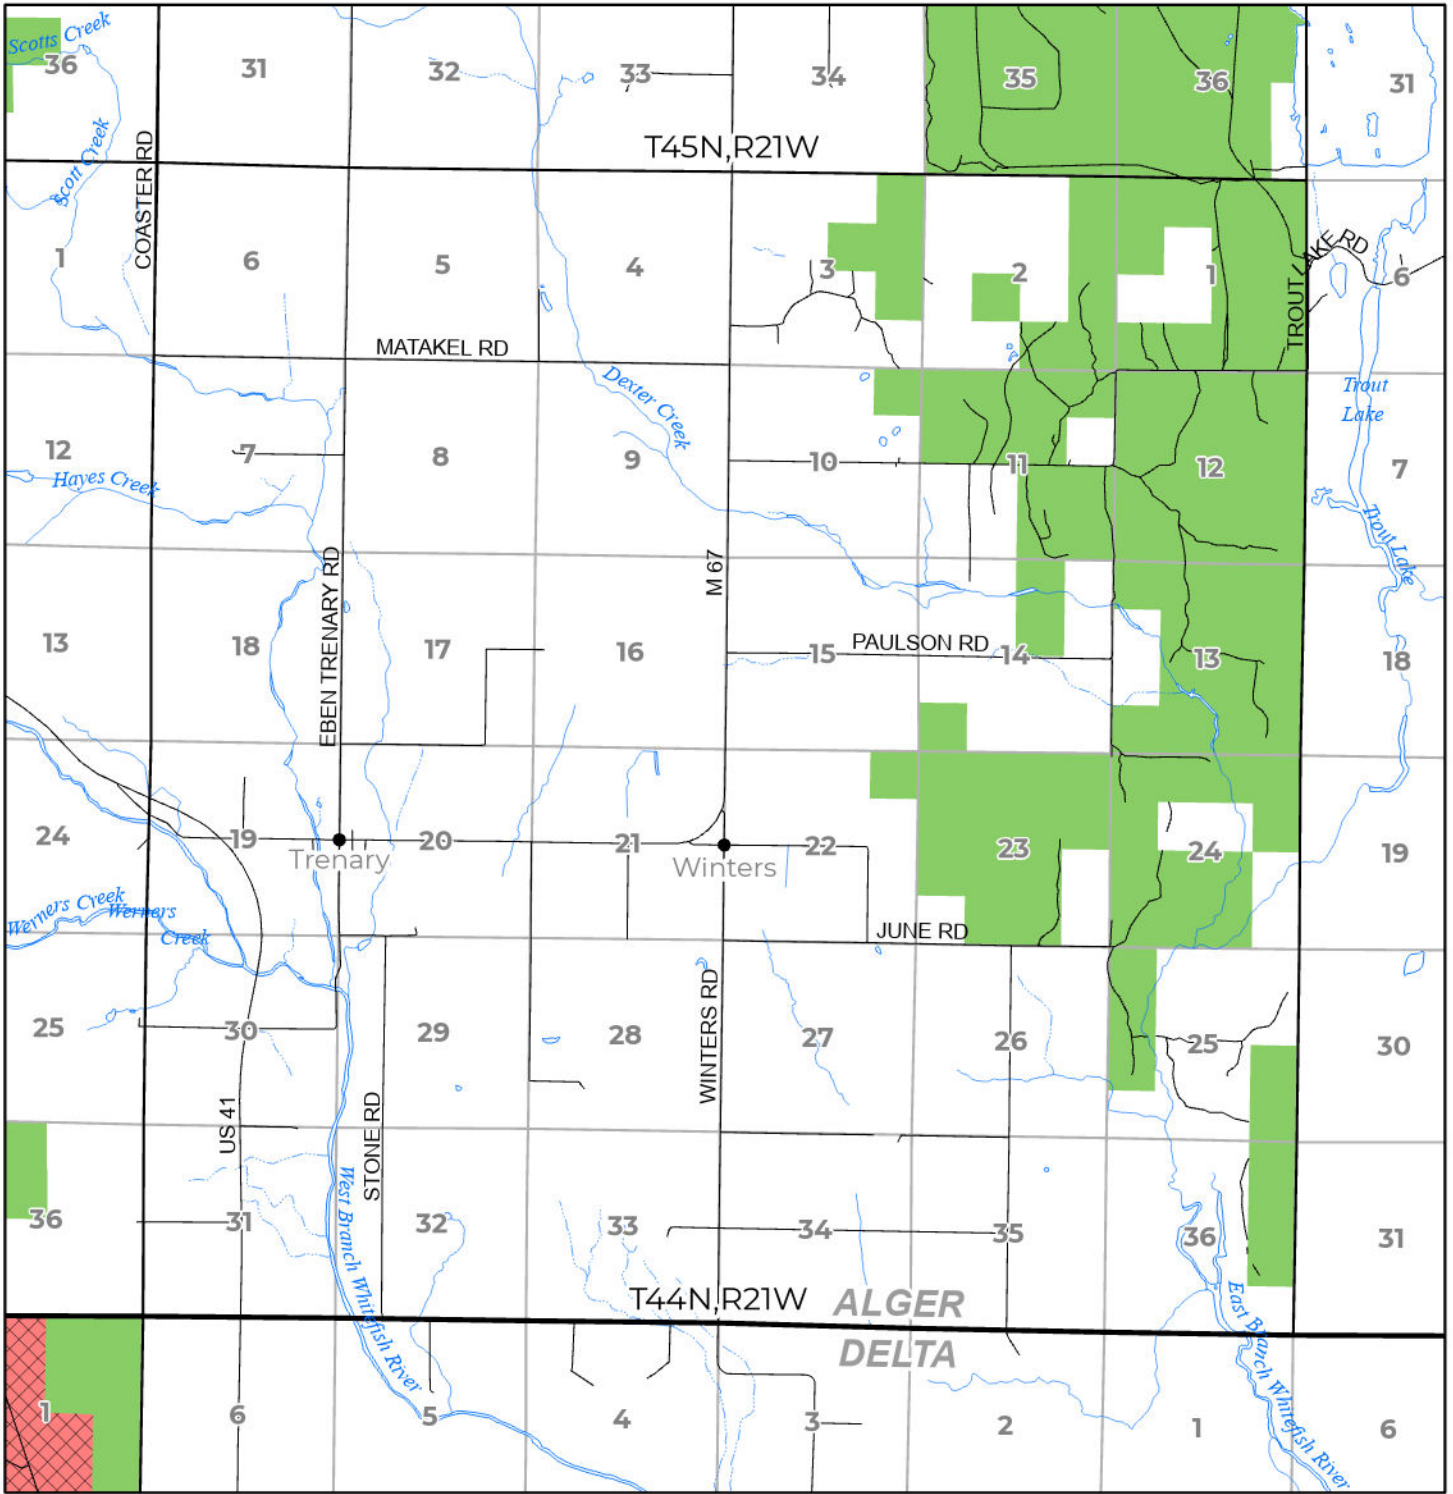 Scotts Creek
36
31
32
33
34
35
36
31
T45N,R21W
Scott Creek
COASTER RD
1
6
5
4
3
2
1
TROUT LAKE RD
6
MATAKEL RD
Dexter Creek
Trout
Lake
12
7
8
9
10
11
12
7
Hayes Creek
Trout Lake
EBEN TRENARY RD
M 67
13
18
17
16
15
PAULSON RD
14
13
18
24
19
Trenary
20
21
Winters
22
23
24
19
Werners Creek
Werners
Creek
JUNE RD
25
30
29
28
WINTERS RD
27
26
25
30
US 41
STONE RD
West Branch Whitefish River
36
31
32
33
34
35
36
31
T44N,R21W
ALGER
DELTA
East Branch Whitefish River
1
6
5
4
3
2
1
6